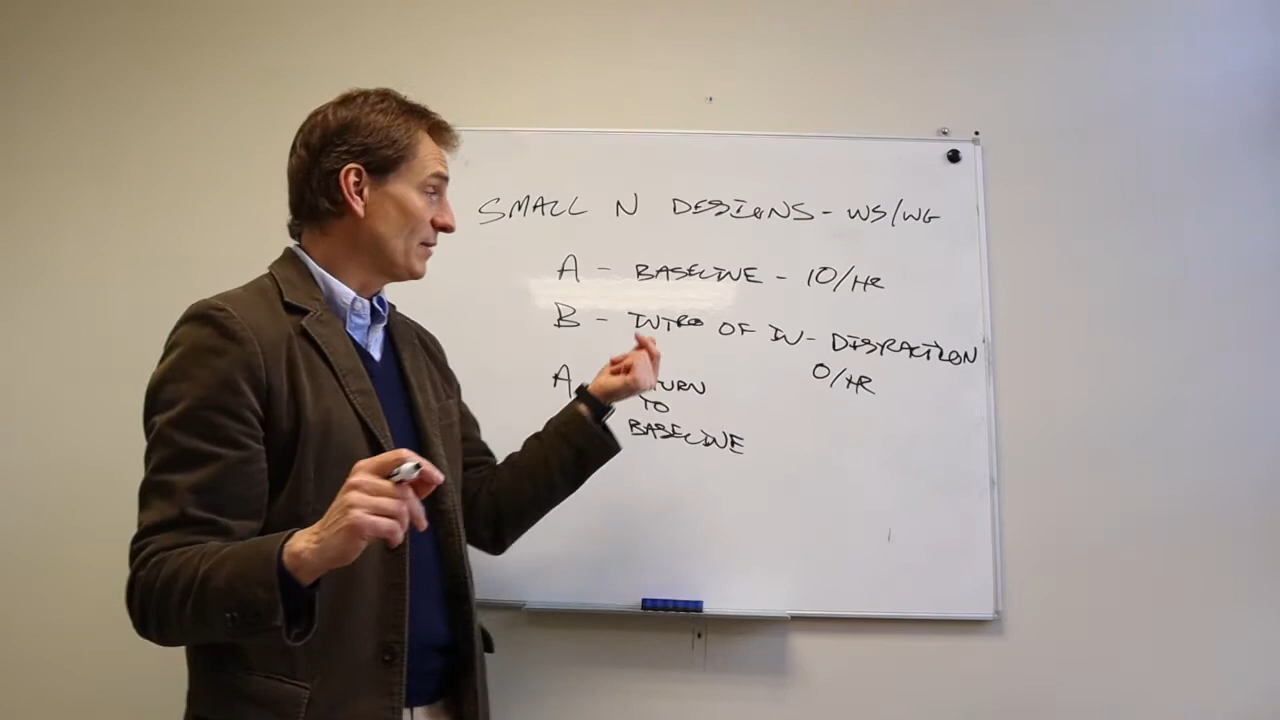 SMALL N DESIGNS - WS/WG
A - BASELINE - 10/HR
B - INTRO OF IV - DISTRACTION
0/HR
A
TO
BASELINE